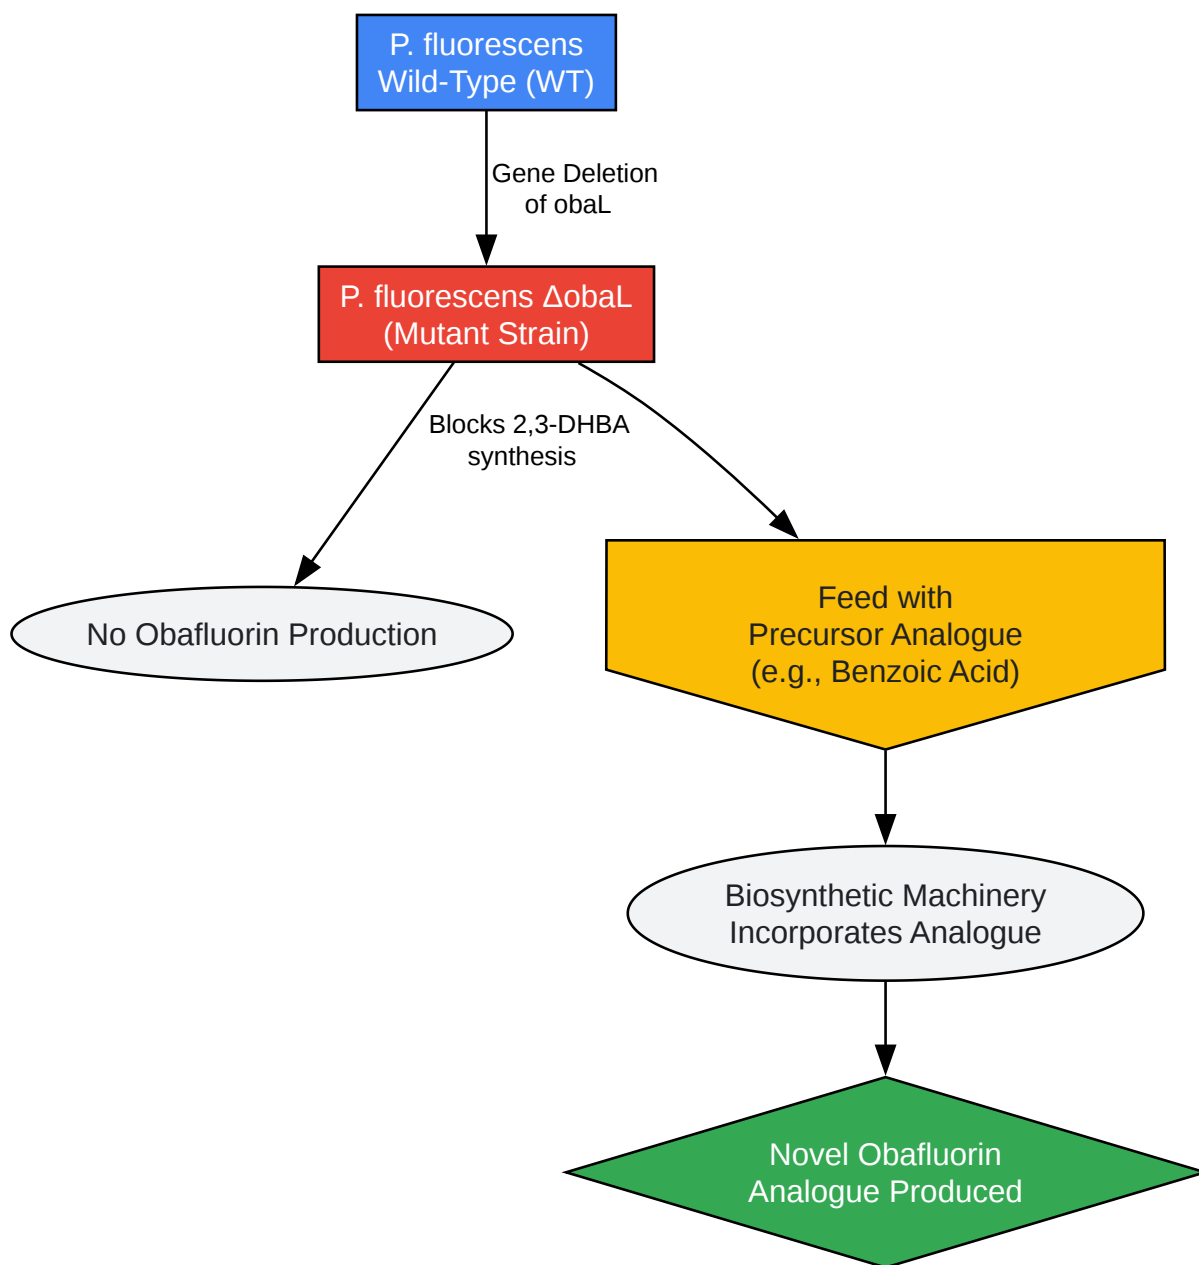 P. fluorescens
Wild-Type (WT)
Gene Deletion
of obaL
P. fluorescens ΔobaL
(Mutant Strain)
Blocks 2,3-DHBA
synthesis
No Obafluorin Production
Feed with
Precursor Analogue
(e.g., Benzoic Acid)
Biosynthetic Machinery
Incorporates Analogue
Novel Obafluorin
Analogue Produced